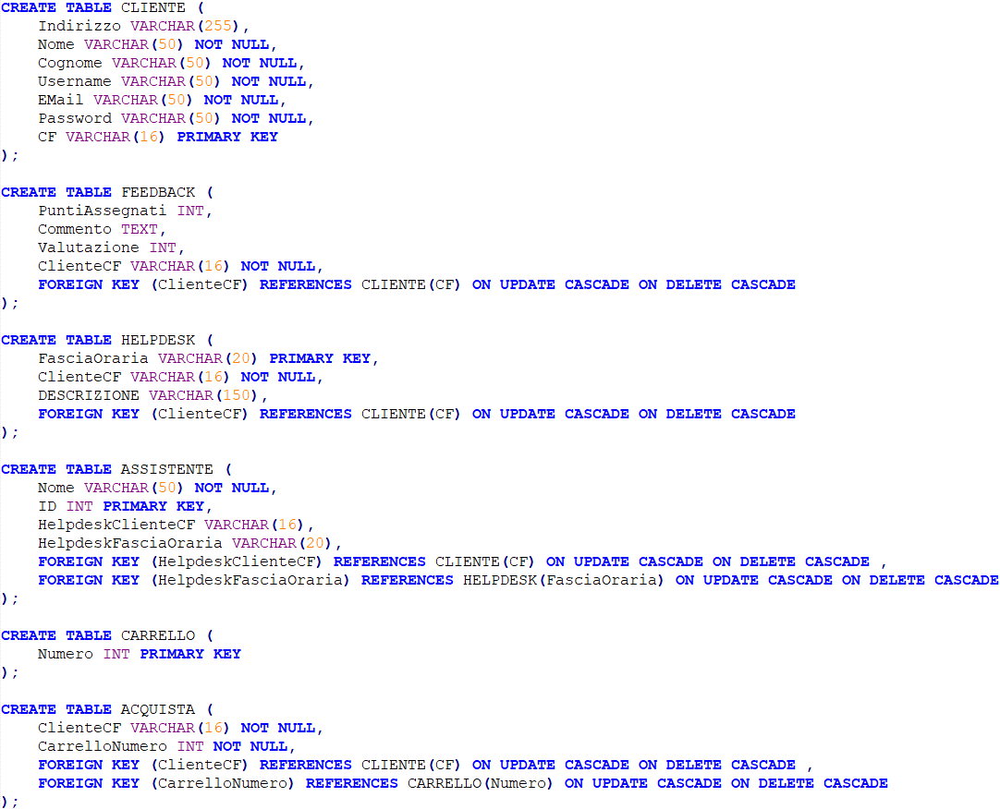 CREATE TABLE CLIENTE (
    Indirizzo VARCHAR(255),
    Nome VARCHAR(50) NOT NULL,
    Cognome VARCHAR(50) NOT NULL,
    Username VARCHAR(50) NOT NULL,
    EMail VARCHAR(50) NOT NULL,
    Password VARCHAR(50) NOT NULL,
    CF VARCHAR(16) PRIMARY KEY
);

CREATE TABLE FEEDBACK (
    PuntiAssegnati INT,
    Commento TEXT,
    Valutazione INT,
    ClienteCF VARCHAR(16) NOT NULL,
    FOREIGN KEY (ClienteCF) REFERENCES CLIENTE(CF) ON UPDATE CASCADE ON DELETE CASCADE
);

CREATE TABLE HELPDESK (
    FasciaOraria VARCHAR(20) PRIMARY KEY,
    ClienteCF VARCHAR(16) NOT NULL,
    DESCRIZIONE VARCHAR(150),
    FOREIGN KEY (ClienteCF) REFERENCES CLIENTE(CF) ON UPDATE CASCADE ON DELETE CASCADE
);

CREATE TABLE ASSISTENTE (
    Nome VARCHAR(50) NOT NULL,
    ID INT PRIMARY KEY,
    HelpdeskClienteCF VARCHAR(16),
    HelpdeskFasciaOraria VARCHAR(20),
    FOREIGN KEY (HelpdeskClienteCF) REFERENCES CLIENTE(CF) ON UPDATE CASCADE ON DELETE CASCADE ,
    FOREIGN KEY (HelpdeskFasciaOraria) REFERENCES HELPDESK(FasciaOraria) ON UPDATE CASCADE ON DELETE CASCADE
);

CREATE TABLE CARRELLO (
    Numero INT PRIMARY KEY
);

CREATE TABLE ACQUISTA (
    ClienteCF VARCHAR(16) NOT NULL,
    CarrelloNumero INT NOT NULL,
    FOREIGN KEY (ClienteCF) REFERENCES CLIENTE(CF) ON UPDATE CASCADE ON DELETE CASCADE ,
    FOREIGN KEY (CarrelloNumero) REFERENCES CARRELLO(Numero) ON UPDATE CASCADE ON DELETE CASCADE
);